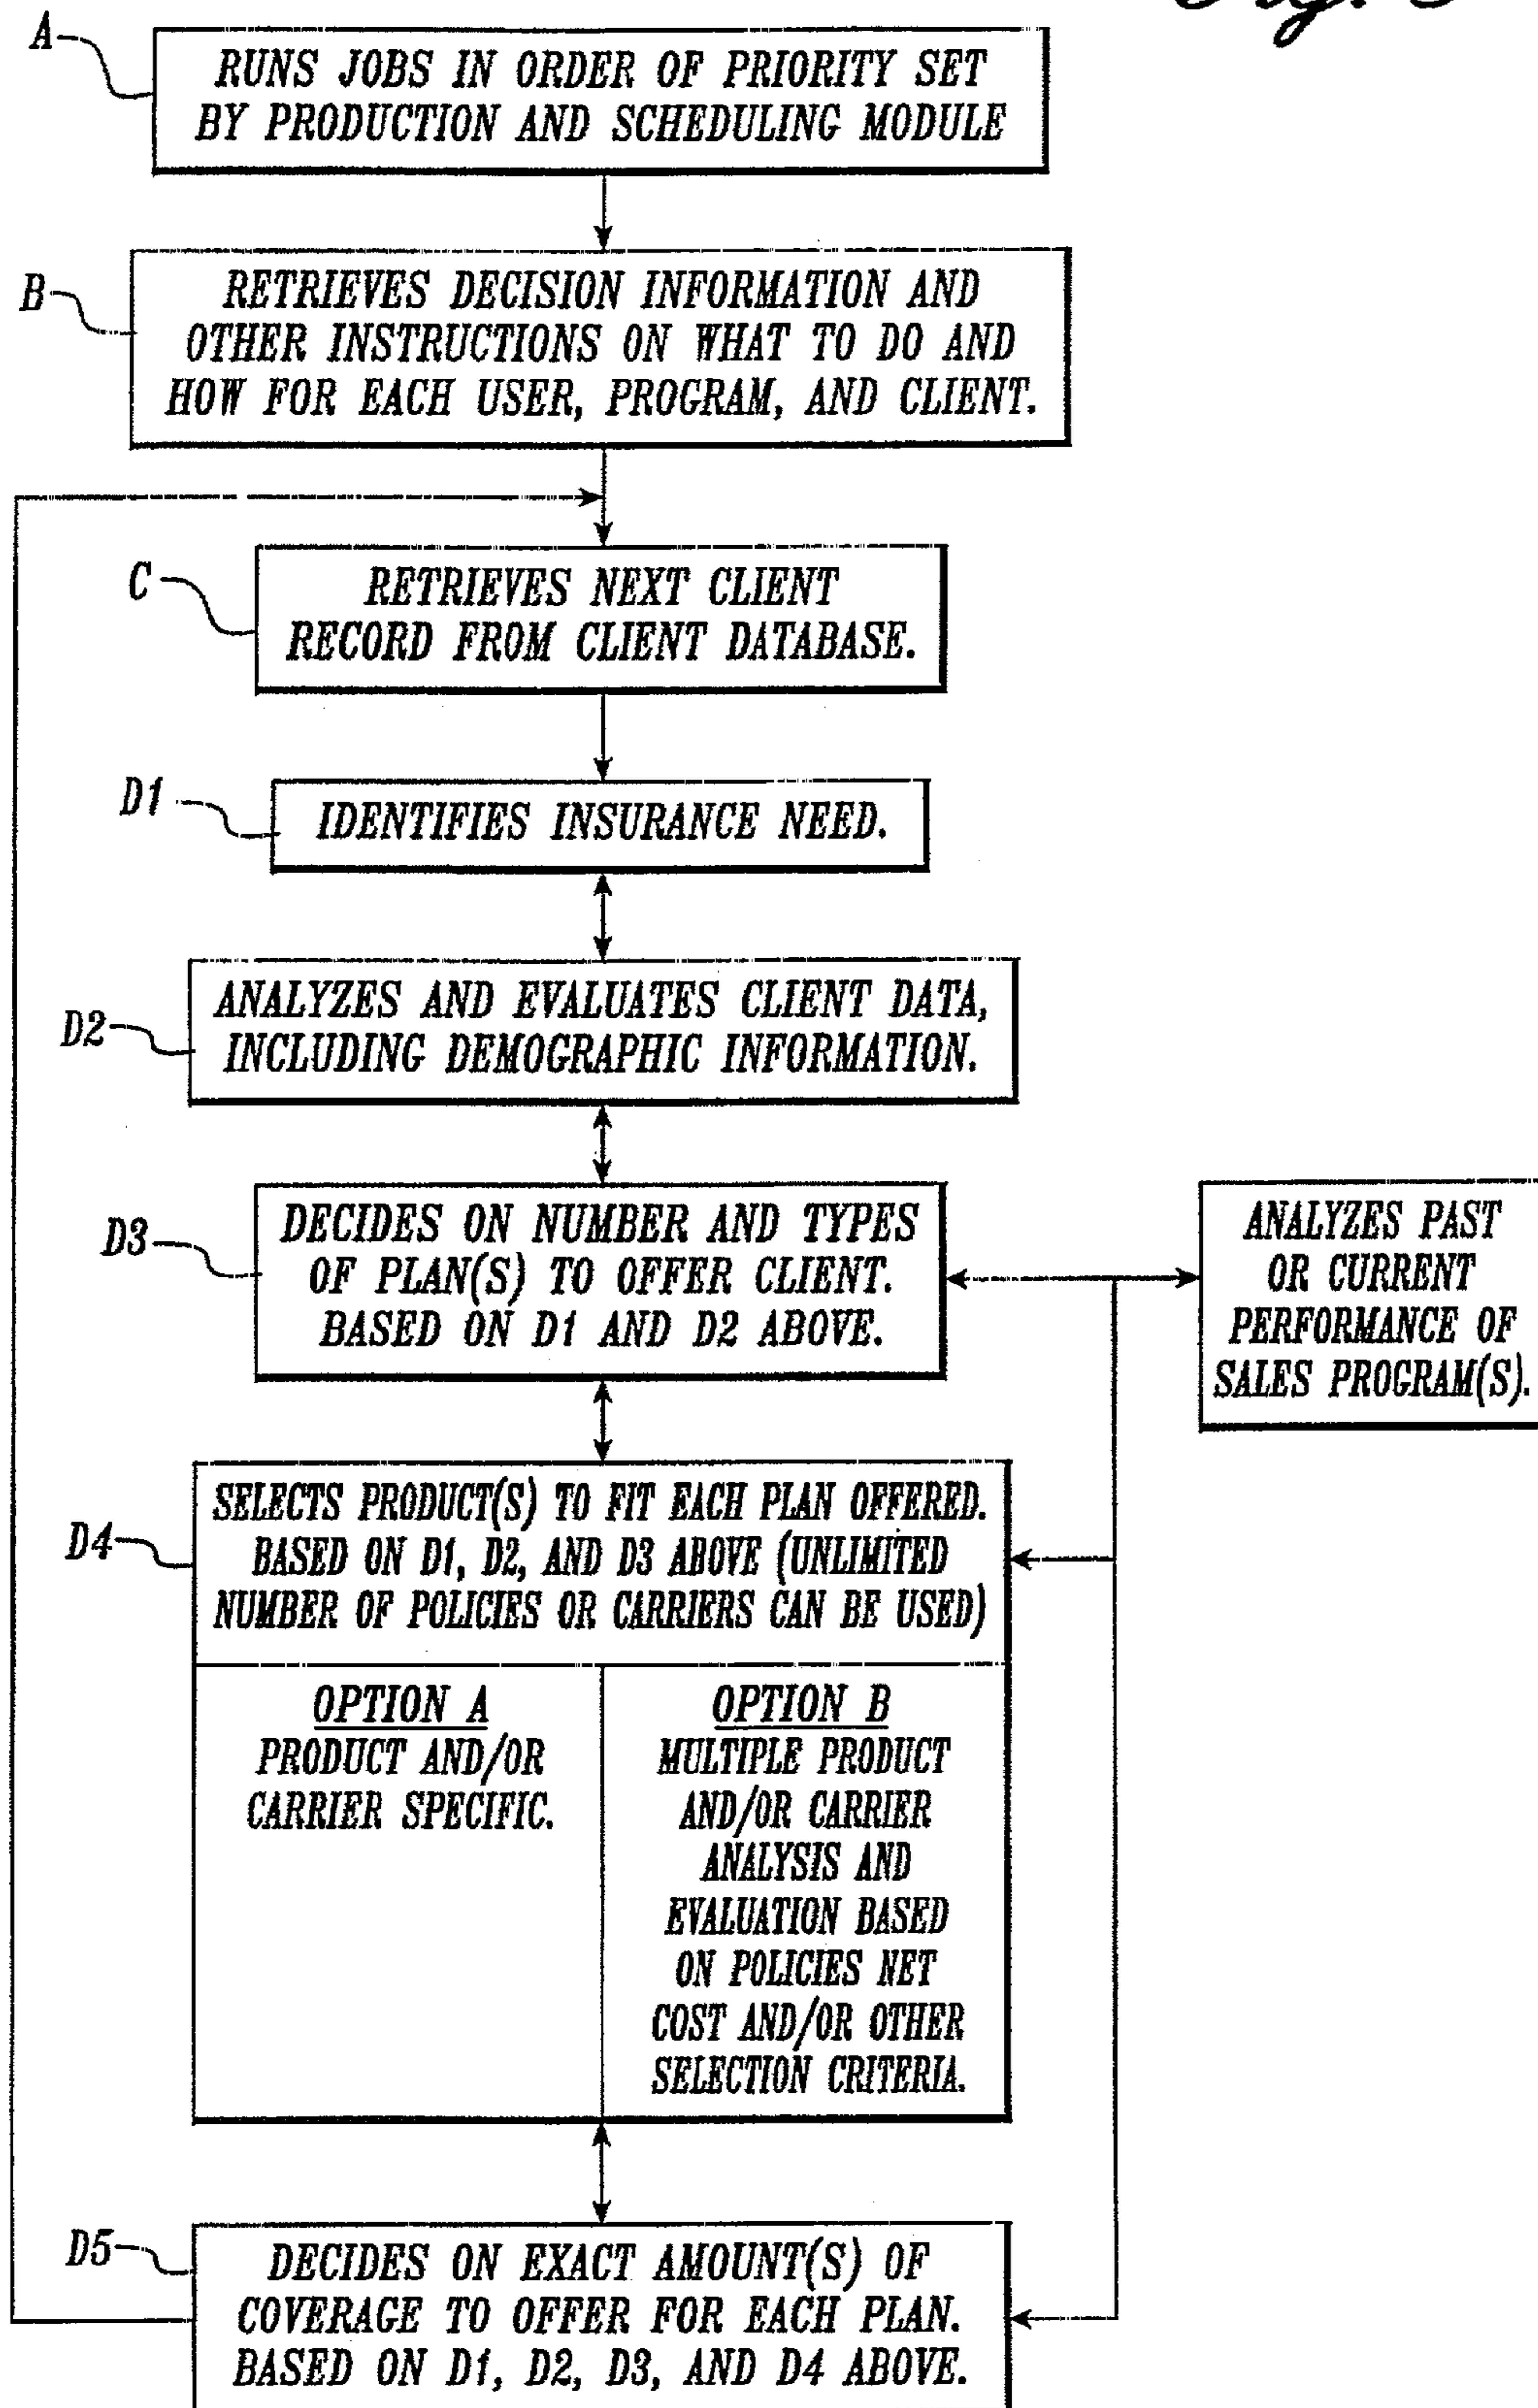 A
RUNS JOBS IN ORDER OF PRIORITY SET
BY PRODUCTION AND SCHEDULING MODULE
B
RETRIEVES DECISION INFORMATION AND
OTHER INSTRUCTIONS ON WHAT TO DO AND
HOW FOR EACH USER, PROGRAM, AND CLIENT.
C
RETRIEVES NEXT CLIENT
RECORD FROM CLIENT DATABASE.
D1
IDENTIFIES INSURANCE NEED.
D2
ANALYZES AND EVALUATES CLIENT DATA,
INCLUDING DEMOGRAPHIC INFORMATION.
D3
DECIDES ON NUMBER AND TYPES
OF PLAN(S) TO OFFER CLIENT.
BASED ON D1 AND D2 ABOVE.
ANALYZES PAST
OR CURRENT
PERFORMANCE OF
SALES PROGRAM(S).
D4
SELECTS PRODUCT(S) TO FIT EACH PLAN OFFERED.
BASED ON D1, D2, AND D3 ABOVE (UNLIMITED
NUMBER OF POLICIES OR CARRIERS CAN BE USED)
OPTION A
PRODUCT AND/OR
CARRIER SPECIFIC.
OPTION B
MULTIPLE PRODUCT
AND/OR CARRIER
ANALYSIS AND
EVALUATION BASED
ON POLICIES NET
COST AND/OR OTHER
SELECTION CRITERIA.
D5
DECIDES ON EXACT AMOUNT(S) OF
COVERAGE TO OFFER FOR EACH PLAN.
BASED ON D1, D2, D3, AND D4 ABOVE.